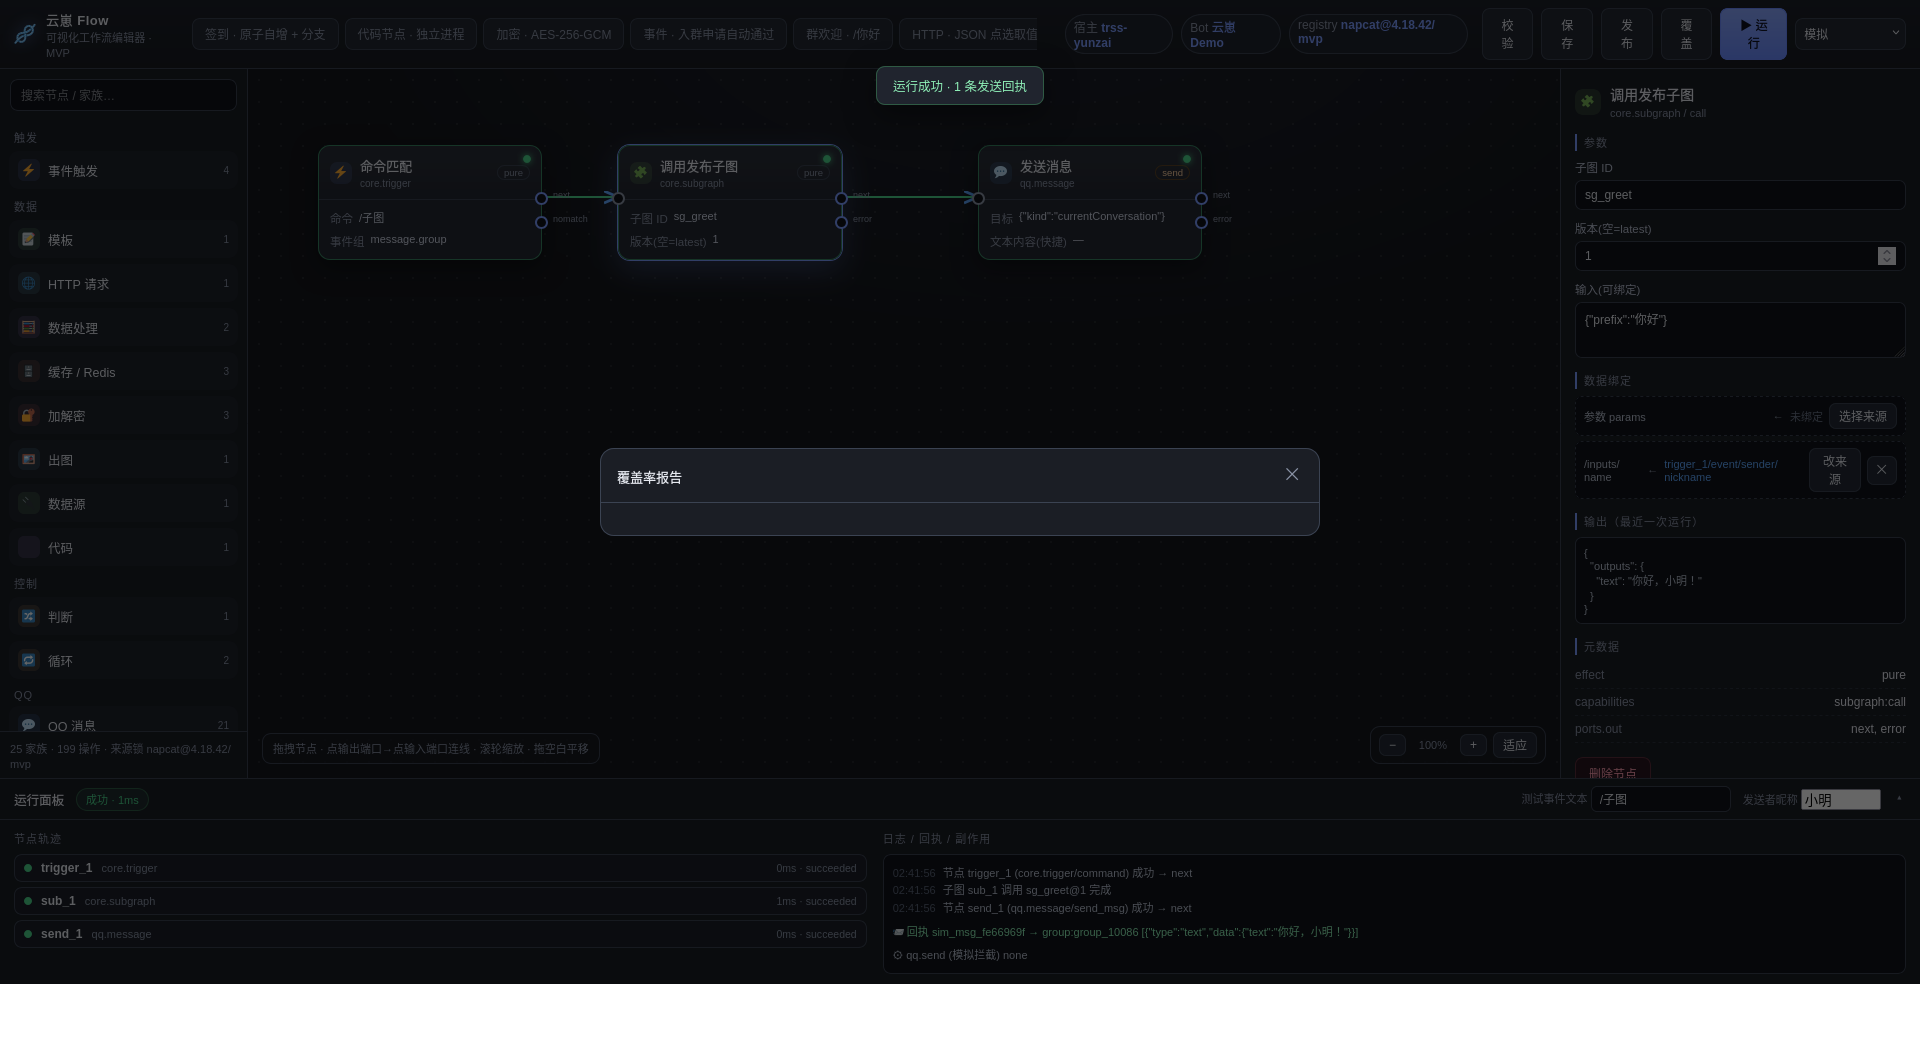 云崽 Flow
可视化工作流编辑器 ·
MVP
签到 · 原子自增 + 分支
代码节点 · 独立进程
加密 · AES-256-GCM
事件 · 入群申请自动通过
群欢迎 · /你好
HTTP · JSON 点选取值
宿主 trss-
yunzai
Bot 云崽
Demo
registry napcat@4.18.42/
mvp
校
验
保
存
发
布
覆
盖
▶ 运
行
模拟
运行成功 · 1 条发送回执
搜索节点 / 家族…
触发
事件触发 4
数据
模板 1
HTTP 请求 1
数据处理 2
缓存 / Redis 3
加解密 3
出图 1
数据源 1
代码 1
控制
判断 1
循环 2
QQ
QQ 消息 21
25 家族 · 199 操作 · 来源锁 napcat@4.18.42/
mvp
命令匹配
core.trigger
pure
next
nomatch
命令 /子图
事件组 message.group
调用发布子图
core.subgraph
pure
next
error
子图 ID sg_greet
版本(空=latest) 1
发送消息
qq.message
send
next
error
目标 {"kind":"currentConversation"}
文本内容(快捷) —
覆盖率报告
拖拽节点 · 点输出端口→点输入端口连线 · 滚轮缩放 · 拖空白平移
− 100% + 适应
调用发布子图
core.subgraph / call
参数
子图 ID
sg_greet
版本(空=latest)
1
输入(可绑定)
{"prefix":"你好"}
数据绑定
参数 params ← 未绑定 选择来源
/inputs/
name
← trigger_1/event/sender/
nickname
改来
源
输出（最近一次运行）
{
"outputs": {
"text": "你好，小明！"
}
}
元数据
effect pure
capabilities subgraph:call
ports.out next, error
删除节点
运行面板 成功 · 1ms
测试事件文本 /子图
发送者昵称 小明
节点轨迹
trigger_1 core.trigger 0ms · succeeded
sub_1 core.subgraph 1ms · succeeded
send_1 qq.message 0ms · succeeded
日志 / 回执 / 副作用
02:41:56 节点 trigger_1 (core.trigger/command) 成功 → next
02:41:56 子图 sub_1 调用 sg_greet@1 完成
02:41:56 节点 send_1 (qq.message/send_msg) 成功 → next
回执 sim_msg_fe66969f → group:group_10086 [{"type":"text","data":{"text":"你好，小明！"}}]
qq.send (模拟拦截) none